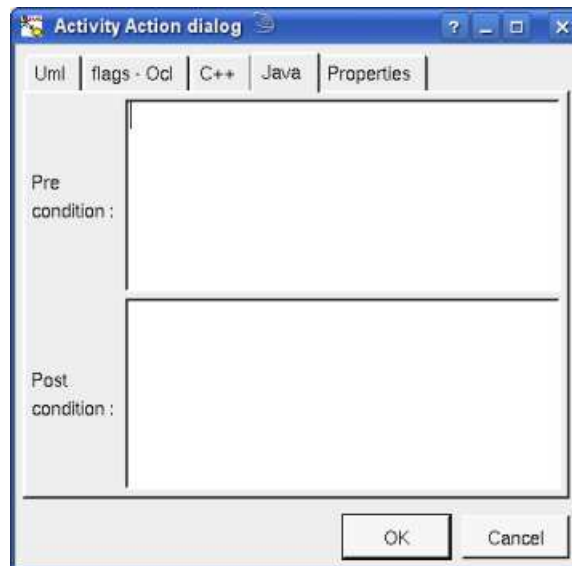 Activity Action dialog
Uml flags - Ocl C++ Java Properties
Pre
condition :
Post
condition :
OK Cancel